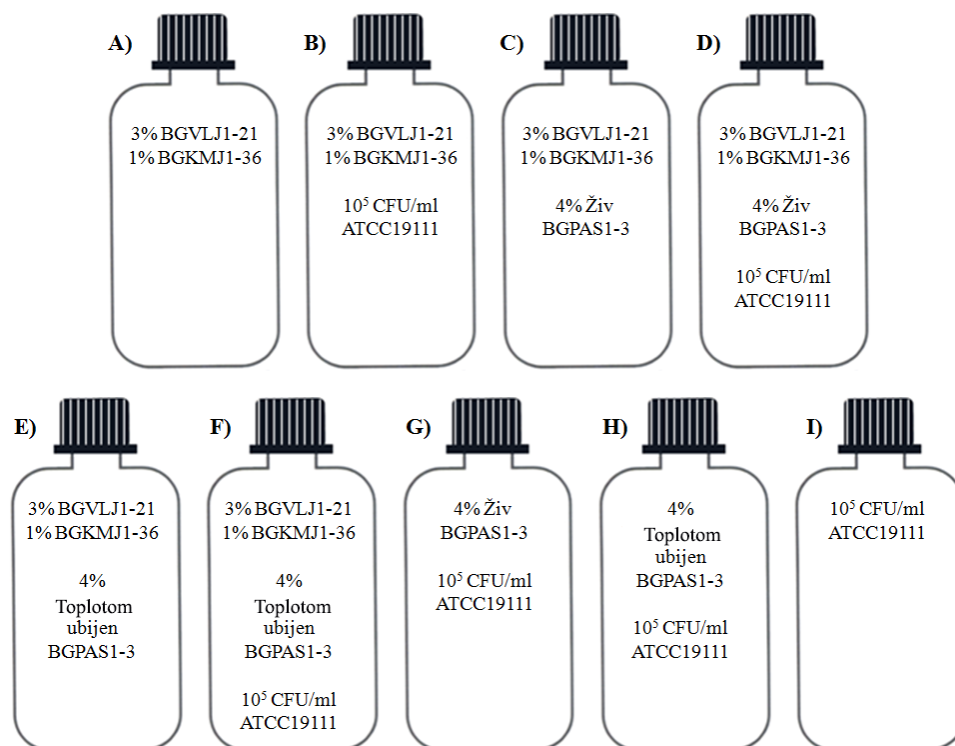 A)
3% BGVLJ1-21
1% BGKMJ1-36
B)
3% BGVLJ1-21
1% BGKMJ1-36
10⁵ CFU/ml
ATCC19111
C)
3% BGVLJ1-21
1% BGKMJ1-36
4% Živ
BGPAS1-3
D)
3% BGVLJ1-21
1% BGKMJ1-36
4% Živ
BGPAS1-3
10⁵ CFU/ml
ATCC19111
E)
3% BGVLJ1-21
1% BGKMJ1-36
4%
Toplotom
ubijen
BGPAS1-3
F)
3% BGVLJ1-21
1% BGKMJ1-36
4%
Toplotom
ubijen
BGPAS1-3
10⁵ CFU/ml
ATCC19111
G)
4% Živ
BGPAS1-3
10⁵ CFU/ml
ATCC19111
H)
4%
Toplotom
ubijen
BGPAS1-3
10⁵ CFU/ml
ATCC19111
I)
10⁵ CFU/ml
ATCC19111